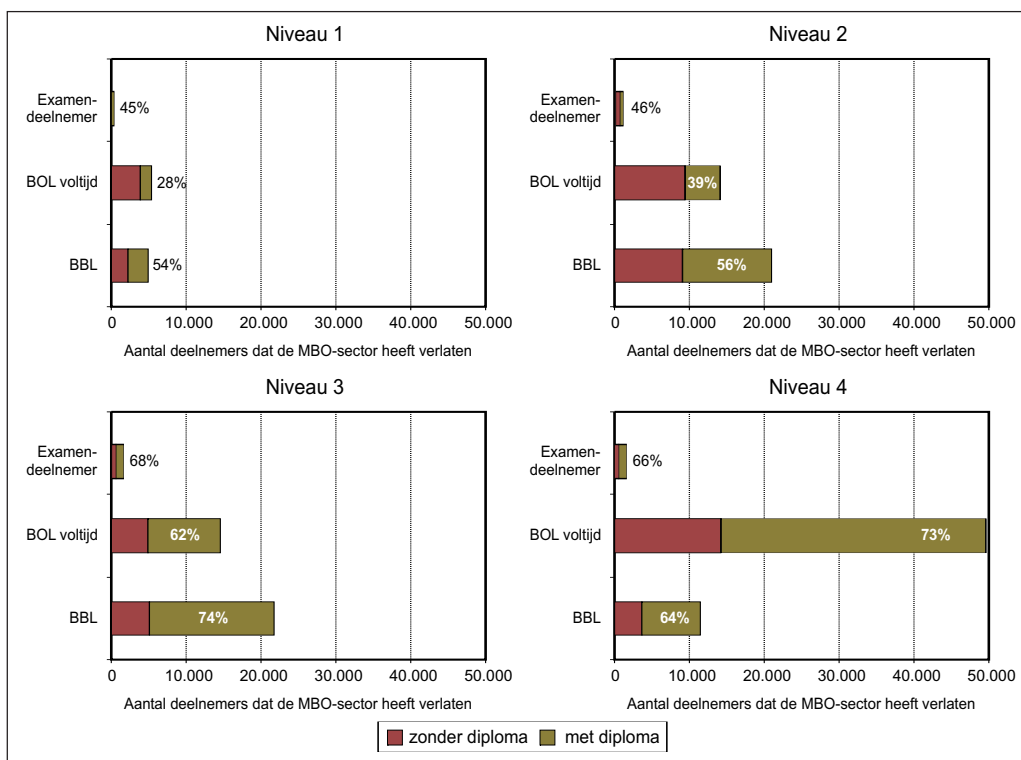 Niveau 1
Examen-
deelnemer
45%
BOL voltijd
28%
BBL
54%
0 10.000 20.000 30.000 40.000 50.000
Aantal deelnemers dat de MBO-sector heeft verlaten
Niveau 2
Examen-
deelnemer
46%
BOL voltijd
39%
BBL
56%
0 10.000 20.000 30.000 40.000 50.000
Aantal deelnemers dat de MBO-sector heeft verlaten
Niveau 3
Examen-
deelnemer
68%
BOL voltijd
62%
BBL
74%
0 10.000 20.000 30.000 40.000 50.000
Aantal deelnemers dat de MBO-sector heeft verlaten
Niveau 4
Examen-
deelnemer
66%
BOL voltijd
73%
BBL
64%
0 10.000 20.000 30.000 40.000 50.000
Aantal deelnemers dat de MBO-sector heeft verlaten
zonder diploma met diploma